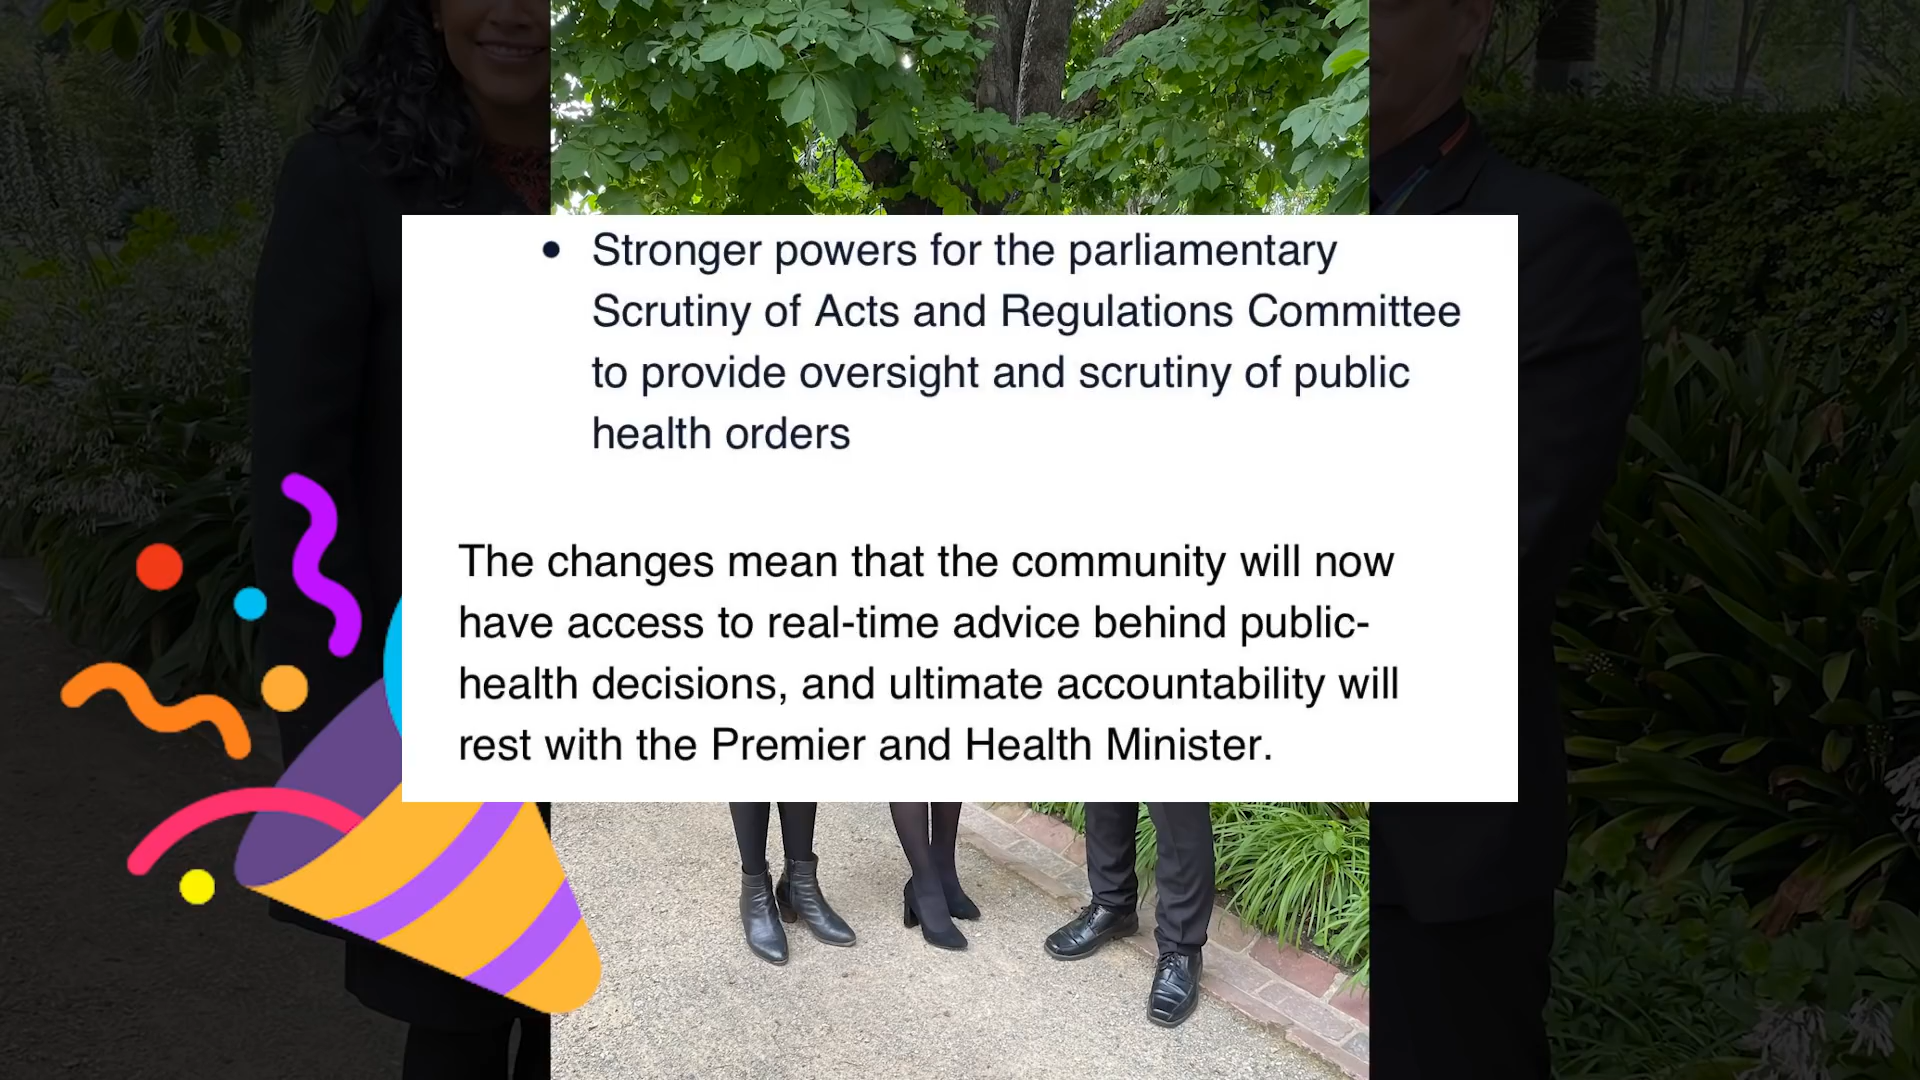 • Stronger powers for the parliamentary
Scrutiny of Acts and Regulations Committee
to provide oversight and scrutiny of public
health orders
The changes mean that the community will now
have access to real-time advice behind public-
health decisions, and ultimate accountability will
rest with the Premier and Health Minister.